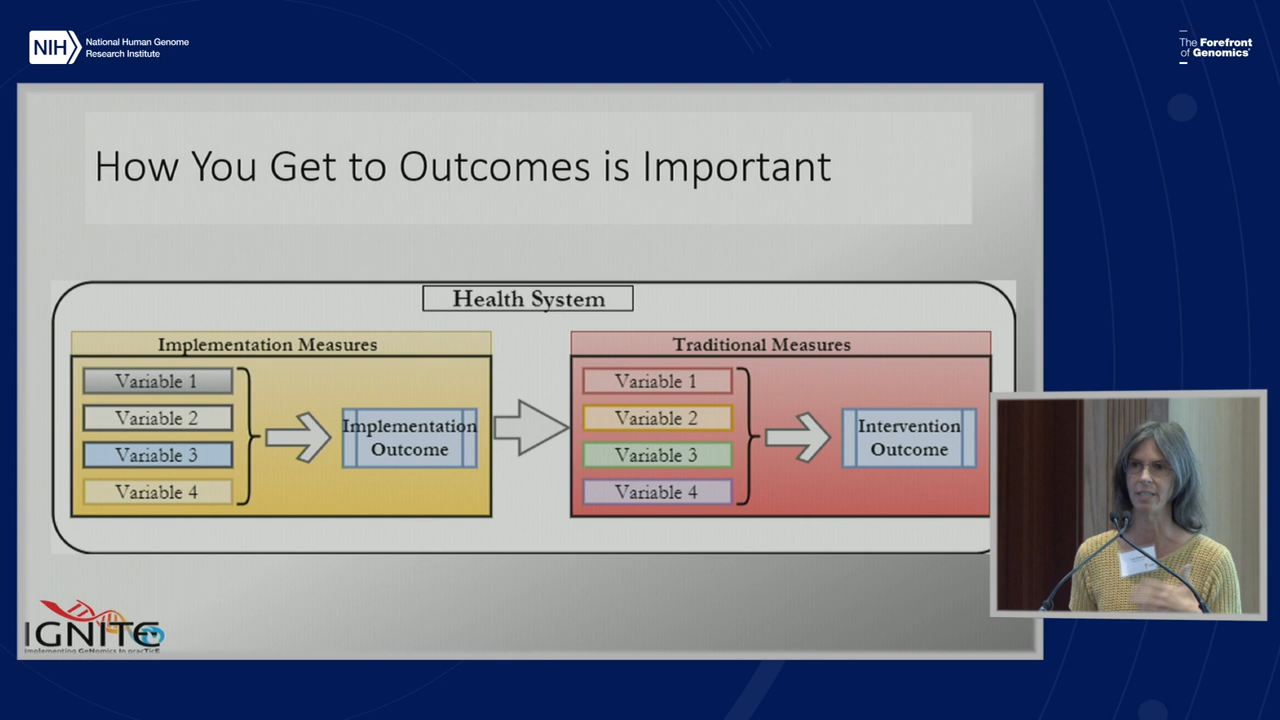 NIH
National Human Genome
Research Institute
The Forefront
of Genomics
How You Get to Outcomes is Important
Health System
Implementation Measures
Variable 1
Variable 2
Variable 3
Variable 4
Implementation
Outcome
Traditional Measures
Variable 1
Variable 2
Variable 3
Variable 4
Intervention
Outcome
IGNITE
Implementing GeNomics In pracTicE